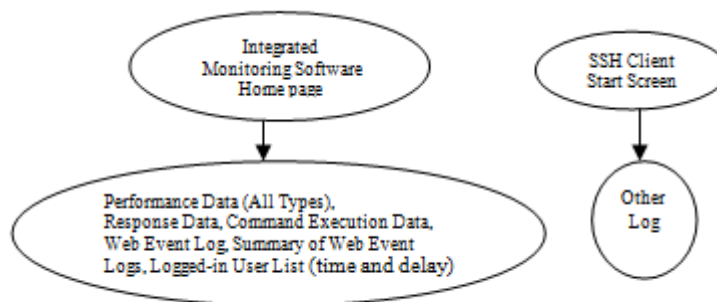 Integrated
Monitoring Software
Home page
SSH Client
Start Screen
Performance Data (All Types),
Response Data, Command Execution Data,
Web Event Log, Summary of Web Event
Logs, Logged-in User List (time and delay)
Other
Log